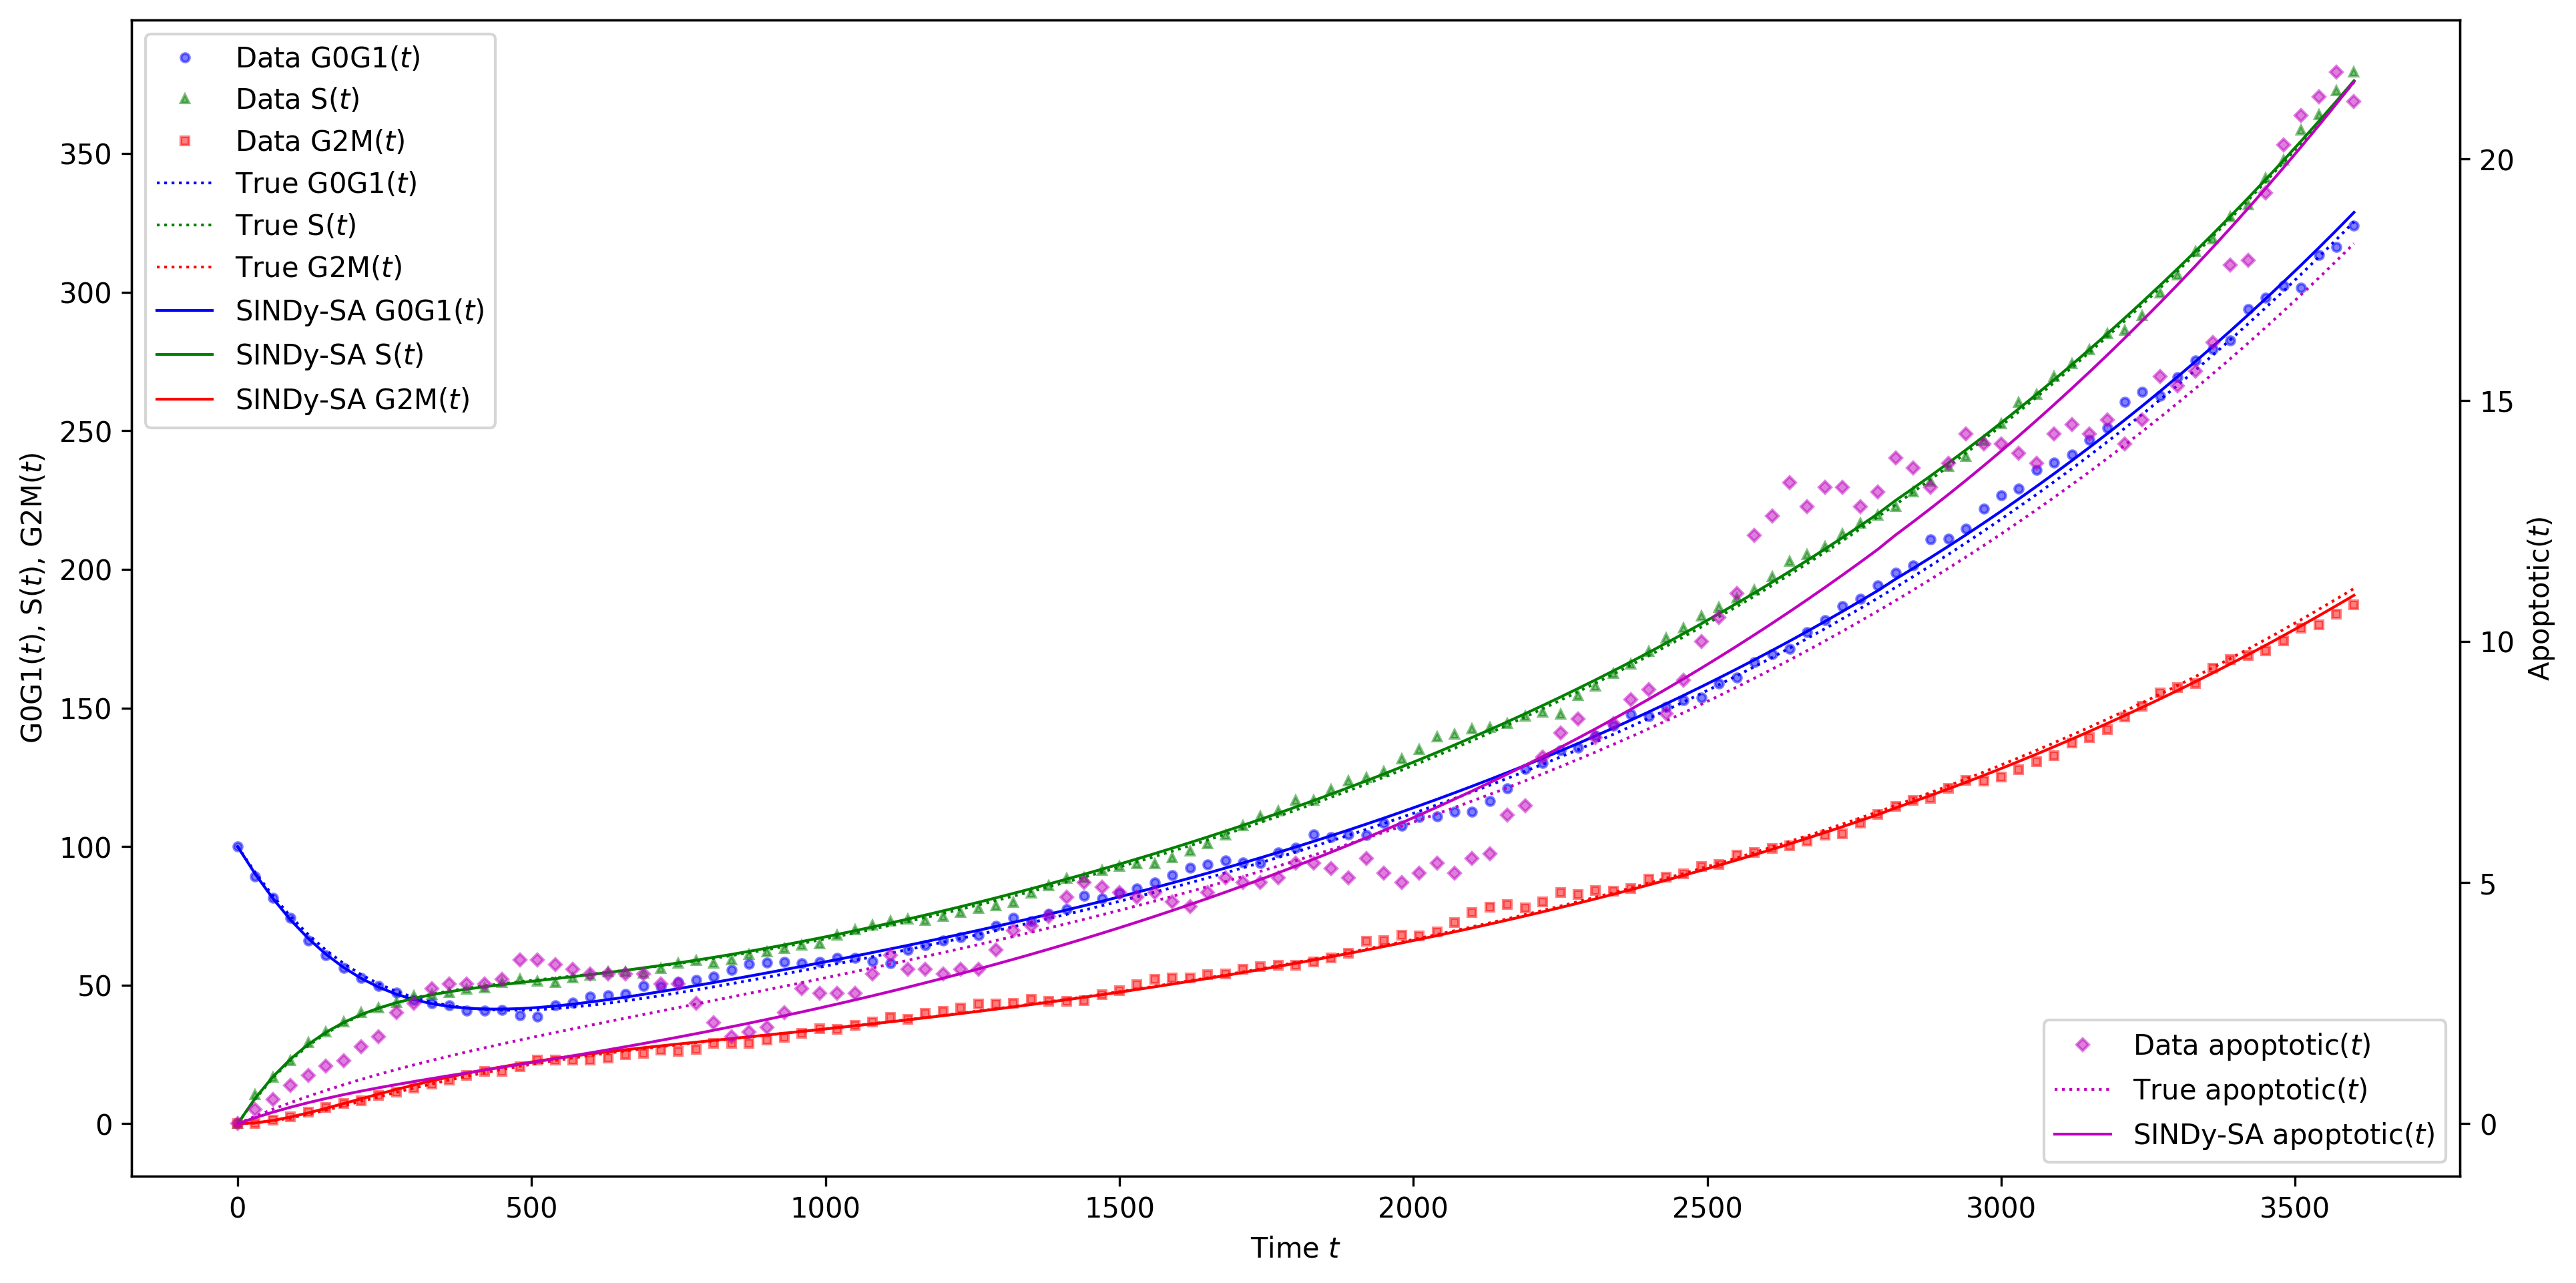 Data G0G1(t)
Data S(t)
Data G2M(t)
True G0G1(t)
True S(t)
True G2M(t)
SINDy-SA G0G1(t)
SINDy-SA S(t)
SINDy-SA G2M(t)
350
300
250
200
150
100
50
0
G0G1(t), S(t), G2M(t)
20
15
10
5
0
Apoptotic(t)
Data apoptotic(t)
True apoptotic(t)
SINDy-SA apoptotic(t)
0 500 1000 1500 2000 2500 3000 3500
Time t